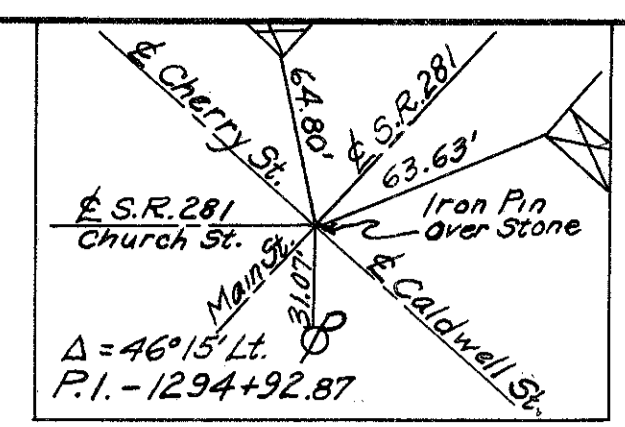 ℄ Cherry St.
64.80'
℄ S.R. 281
63.63'
Iron Pin
Over Stone
℄ S.R. 281
Church St.
Main St.
31.07'
℄ Caldwell St.
Δ = 46°15' Lt.
P.I. - 1294+92.87